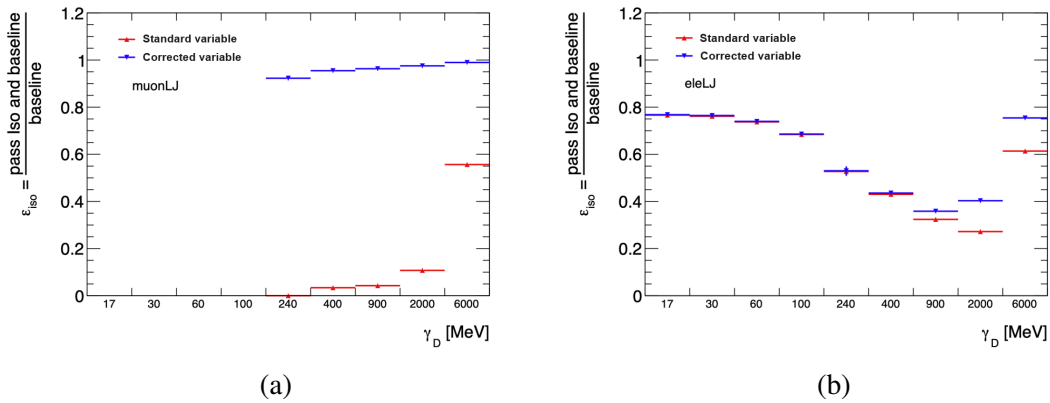 1.2
1
0.8
0.6
0.4
0.2
0
ε_iso = pass Iso and baseline
baseline
Standard variable
Corrected variable
muonLJ
17 30 60 100 240 400 900 2000 6000
γ_D [MeV]
(a)
1.2
1
0.8
0.6
0.4
0.2
0
ε_iso = pass Iso and baseline
baseline
Standard variable
Corrected variable
eleLJ
17 30 60 100 240 400 900 2000 6000
γ_D [MeV]
(b)